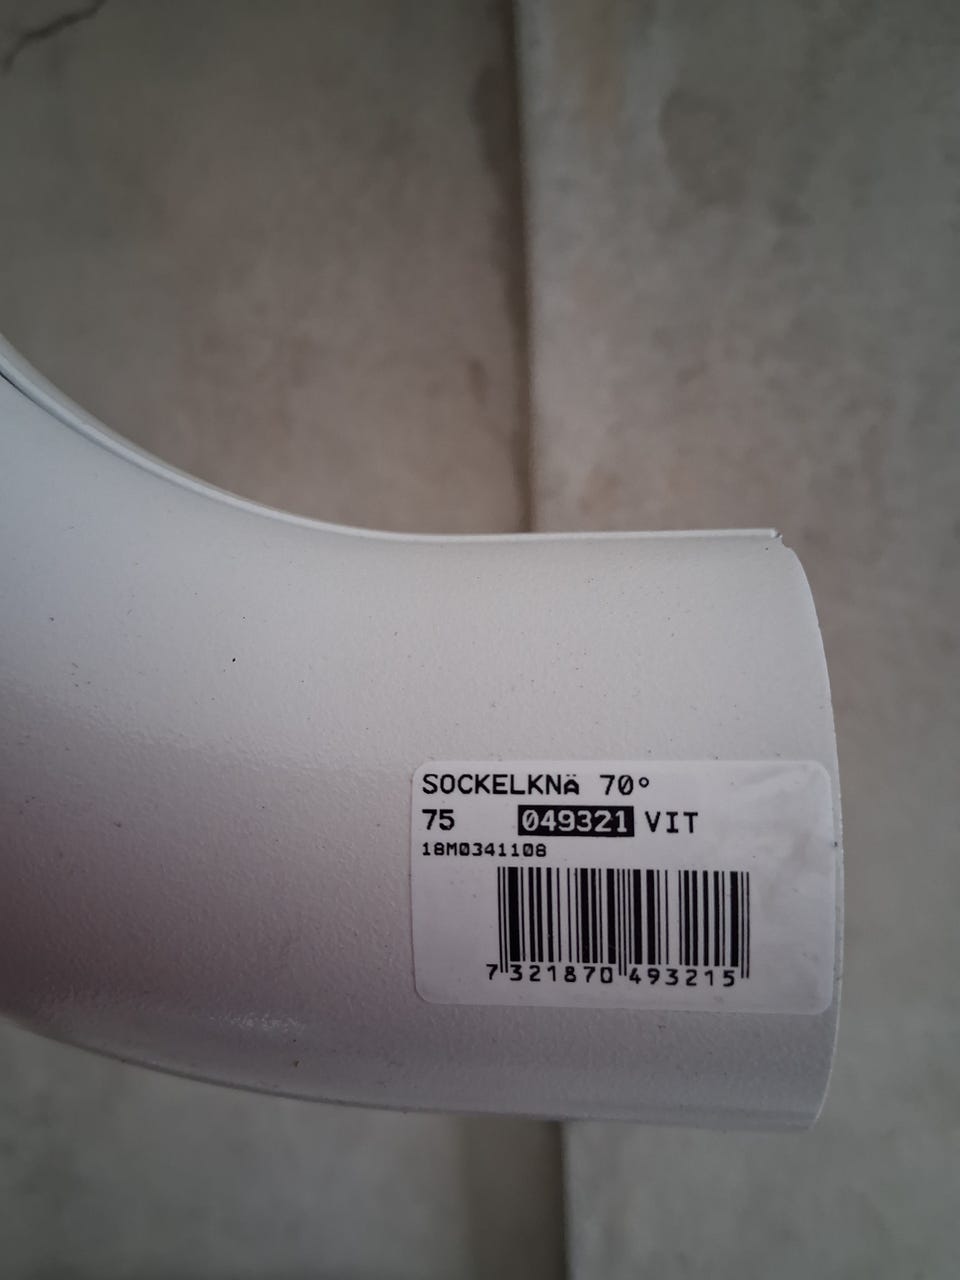 SOCKELKNÄ 70°
75 049321 VIT
18M0341108
7 321870 493215